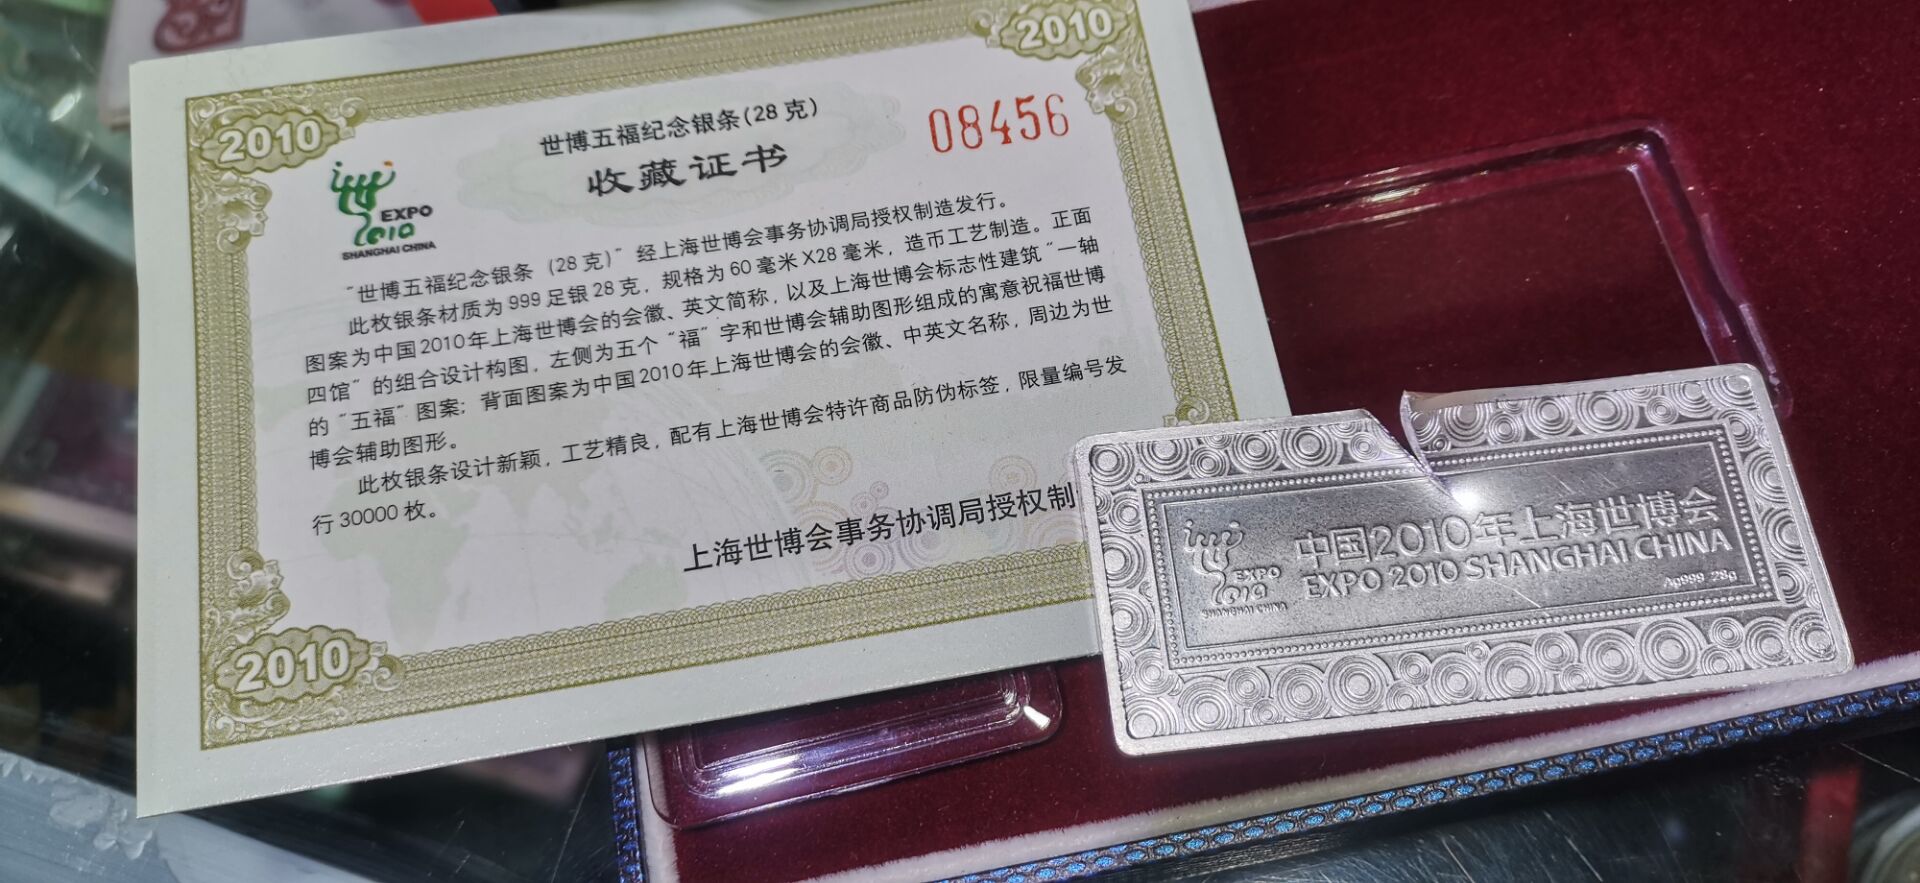 2010
2010
世博五福纪念银条(28克)
08456
收藏证书
EXPO
2010
SHANGHAI CHINA
"世博五福纪念银条（28克）"经上海世博会事务协调局授权制造发行。
此枚银条材质为999足银28克，规格为60毫米X28毫米，造币工艺制造。正面
图案为中国2010年上海世博会的会徽、英文简称，以及上海世博会标志性建筑"一轴
四馆"的组合设计构图，左侧为五个"福"字和世博会辅助图形组成的寓意祝福世博
的"五福"图案；背面图案为中国2010年上海世博会的会徽、中英文名称，周边为世
博会辅助图形。
此枚银条设计新颖，工艺精良，配有上海世博会特许商品防伪标签，限量编号发
行30000枚。
上海世博会事务协调局授权制
2010
EXPO
2010
SHANGHAI CHINA
中国2010年上海世博会
EXPO 2010 SHANGHAI CHINA
Ag999 28g